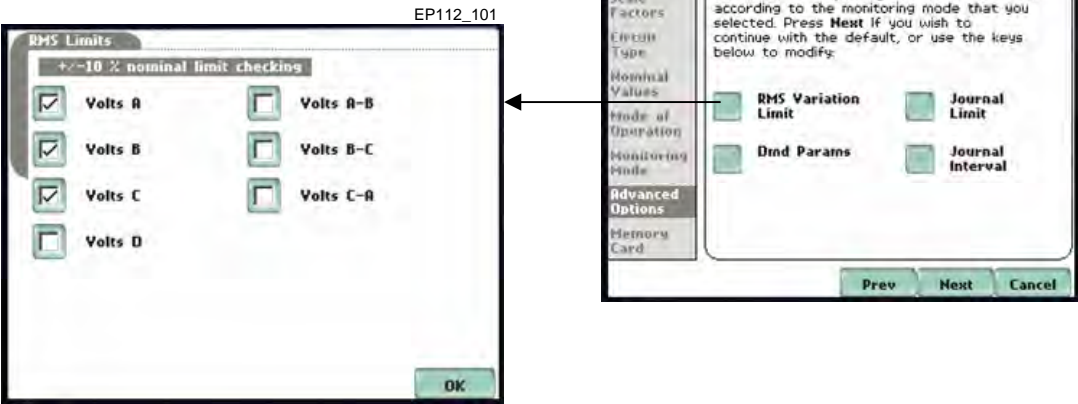 EP112_101
RMS Limits
+/-10 % nominal limit checking
Volts A
Volts A-B
Volts B
Volts B-C
Volts C
Volts C-A
Volts D
OK
Factors
Circuit
Type
Nominal
Values
Mode of
Operation
Monitoring
Mode
Advanced
Options
Memory
Card
according to the monitoring mode that you
selected. Press Next if you wish to
continue with the default, or use the keys
below to modify:
RMS Variation
Limit
Journal
Limit
Dmd Params
Journal
Interval
Prev
Next
Cancel